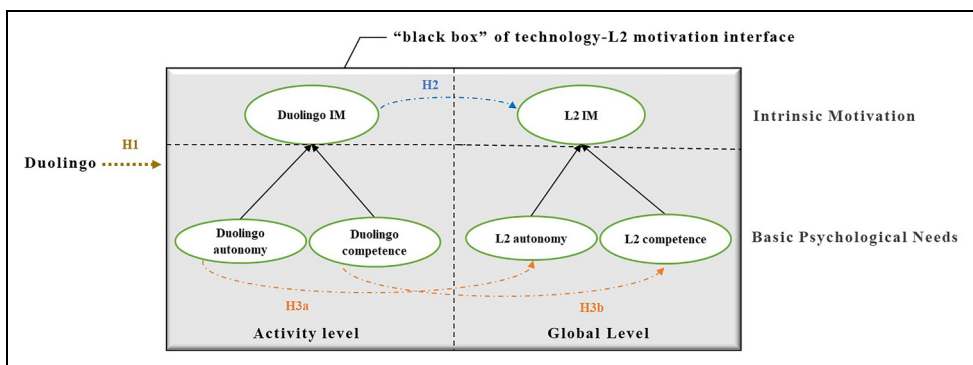 “black box” of technology-L2 motivation interface
H2
Duolingo IM
L2 IM
Intrinsic Motivation
H1
Duolingo
Duolingo
autonomy
Duolingo
competence
L2 autonomy
L2 competence
Basic Psychological Needs
H3a
H3b
Activity level
Global Level